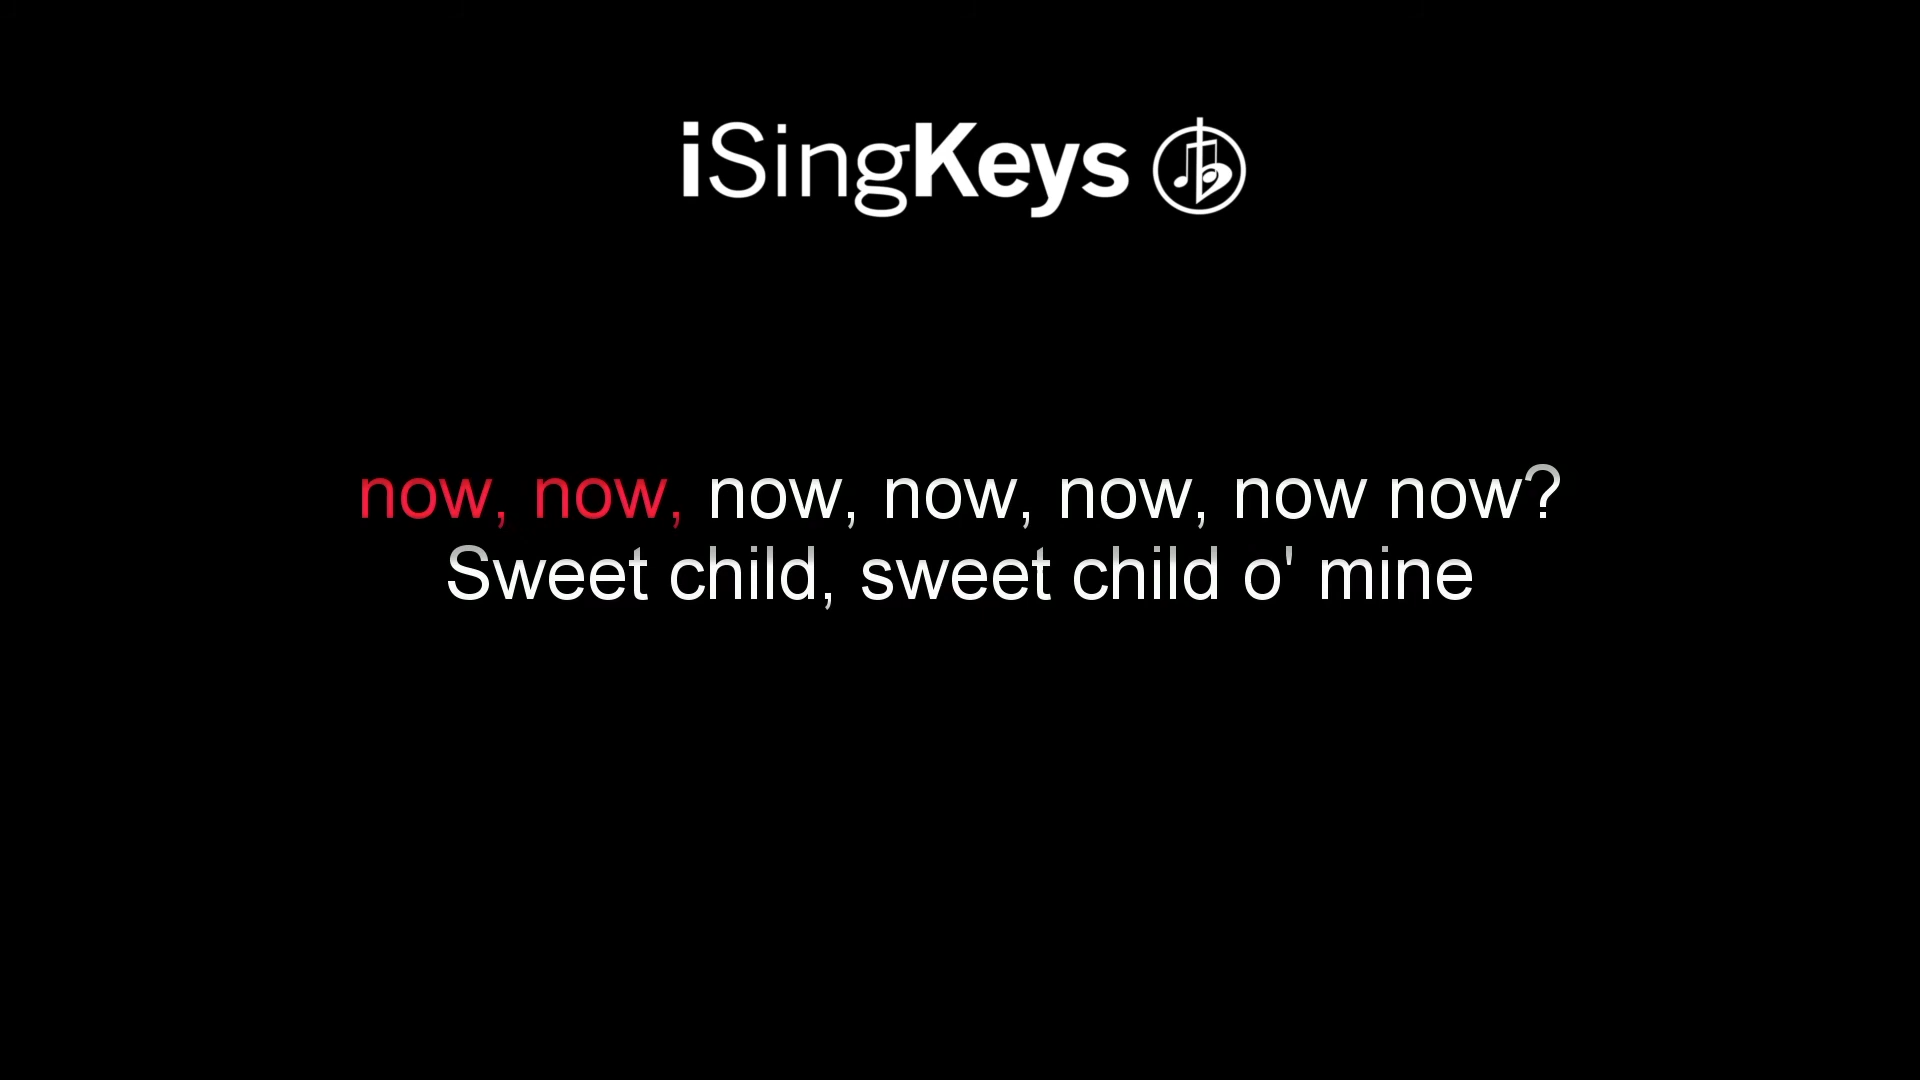 iSingKeys
now, now, now, now, now, now now?
Sweet child, sweet child o' mine